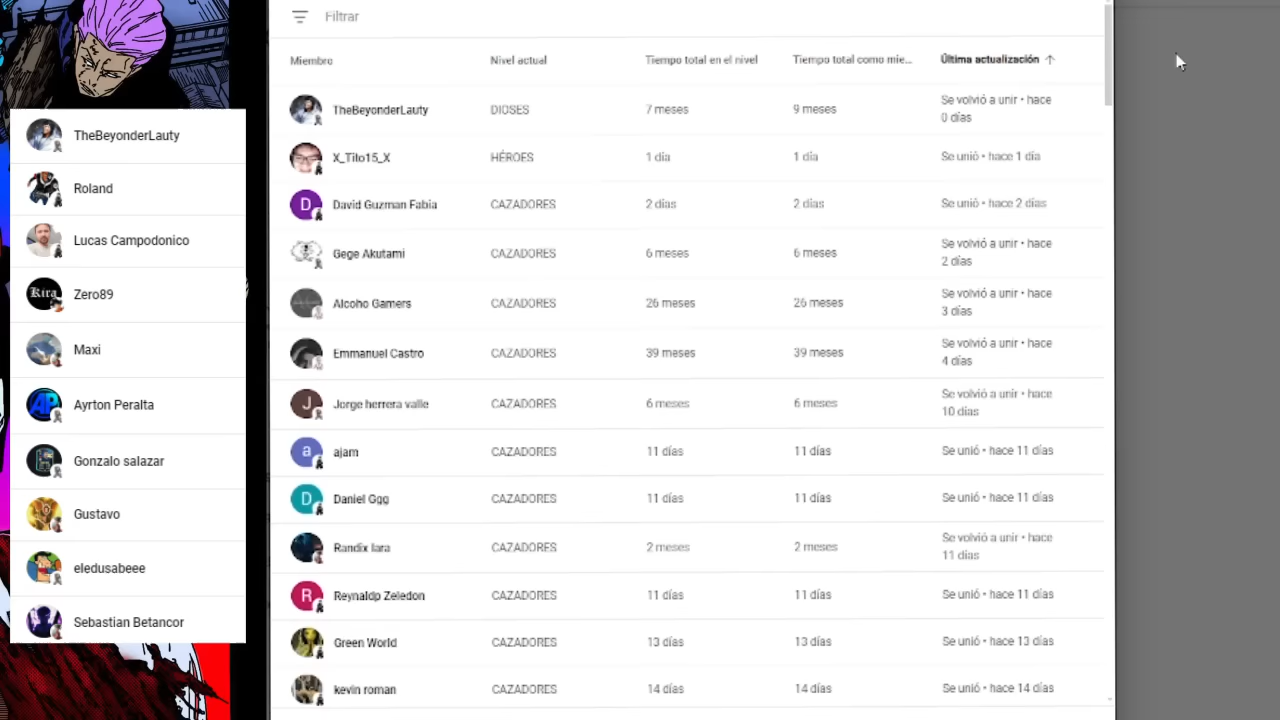 TheBeyonderLauty
Roland
Lucas Campodonico
Kira
Zero89
Maxi
AP
Ayrton Peralta
Gonzalo salazar
Gustavo
eledusabeee
Sebastian Betancor
Filtrar
Miembro Nivel actual Tiempo total en el nivel Tiempo total como mie... Última actualización ↑
TheBeyonderLauty DIOSES 7 meses 9 meses Se volvió a unir • hace
0 días
X_Tito15_X HÉROES 1 día 1 día Se unió • hace 1 día
D David Guzman Fabia CAZADORES 2 días 2 días Se unió • hace 2 días
Gege Akutami CAZADORES 6 meses 6 meses Se volvió a unir • hace
2 días
Alcoho Gamers CAZADORES 26 meses 26 meses Se volvió a unir • hace
3 días
Emmanuel Castro CAZADORES 39 meses 39 meses Se volvió a unir • hace
4 días
J Jorge herrera valle CAZADORES 6 meses 6 meses Se volvió a unir • hace
10 días
a ajam CAZADORES 11 días 11 días Se unió • hace 11 días
D Daniel Ggg CAZADORES 11 días 11 días Se unió • hace 11 días
Randix lara CAZADORES 2 meses 2 meses Se volvió a unir • hace
11 días
R Reynaldp Zeledon CAZADORES 11 días 11 días Se unió • hace 11 días
Green World CAZADORES 13 días 13 días Se unió • hace 13 días
kevin roman CAZADORES 14 días 14 días Se unió • hace 14 días